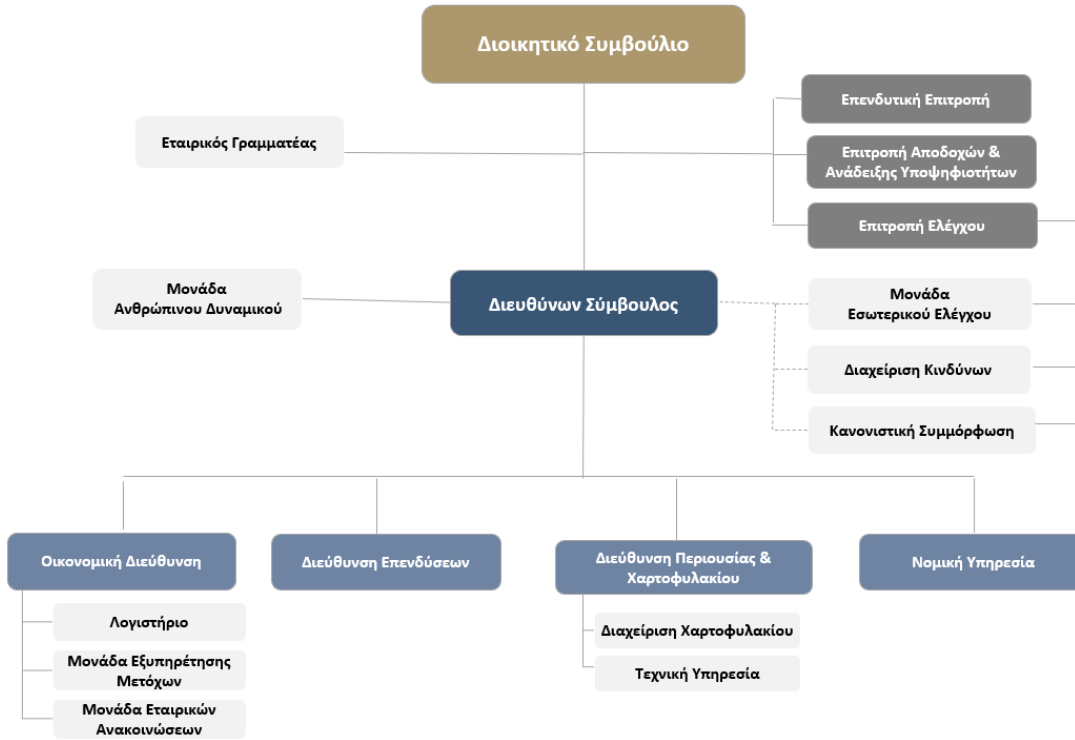 Διοικητικό Συμβούλιο
Επενδυτική Επιτροπή
Εταιρικός Γραμματέας
Επιτροπή Αποδοχών &
Ανάδειξης Υποψηφιοτήτων
Επιτροπή Ελέγχου
Μονάδα
Ανθρώπινου Δυναμικού
Διευθύνων Σύμβουλος
Μονάδα
Εσωτερικού Ελέγχου
Διαχείριση Κινδύνων
Κανονιστική Συμμόρφωση
Οικονομική Διεύθυνση
Διεύθυνση Επενδύσεων
Διεύθυνση Περιουσίας &
Χαρτοφυλακίου
Νομική Υπηρεσία
Λογιστήριο
Μονάδα Εξυπηρέτησης
Μετόχων
Μονάδα Εταιρικών
Ανακοινώσεων
Διαχείριση Χαρτοφυλακίου
Τεχνική Υπηρεσία